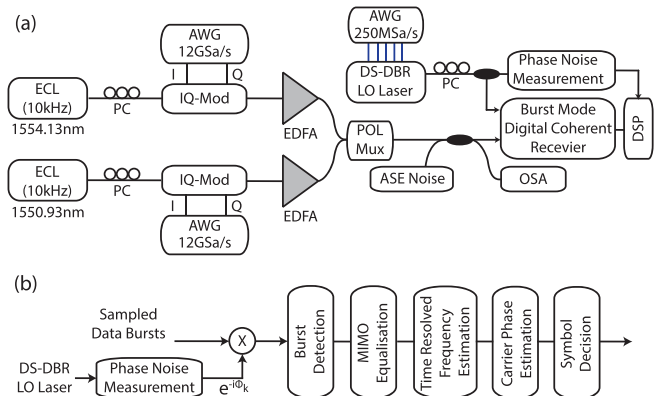 (a)
AWG
12GSa/s
I
Q
ECL
(10kHz)
1554.13nm
PC
IQ-Mod
EDFA
AWG
250MSa/s
DS-DBR
LO Laser
PC
Phase Noise
Measurement
Burst Mode
Digital Coherent
Recevier
DSP
POL
Mux
ASE Noise
OSA
ECL
(10kHz)
1550.93nm
PC
IQ-Mod
EDFA
I
Q
AWG
12GSa/s
(b)
Sampled
Data Bursts
X
DS-DBR
LO Laser
Phase Noise
Measurement
e-iΦk
Burst
Detection
MIMO
Equalisation
Time Resolved
Frequency
Estimation
Carrier Phase
Estimation
Symbol
Decision